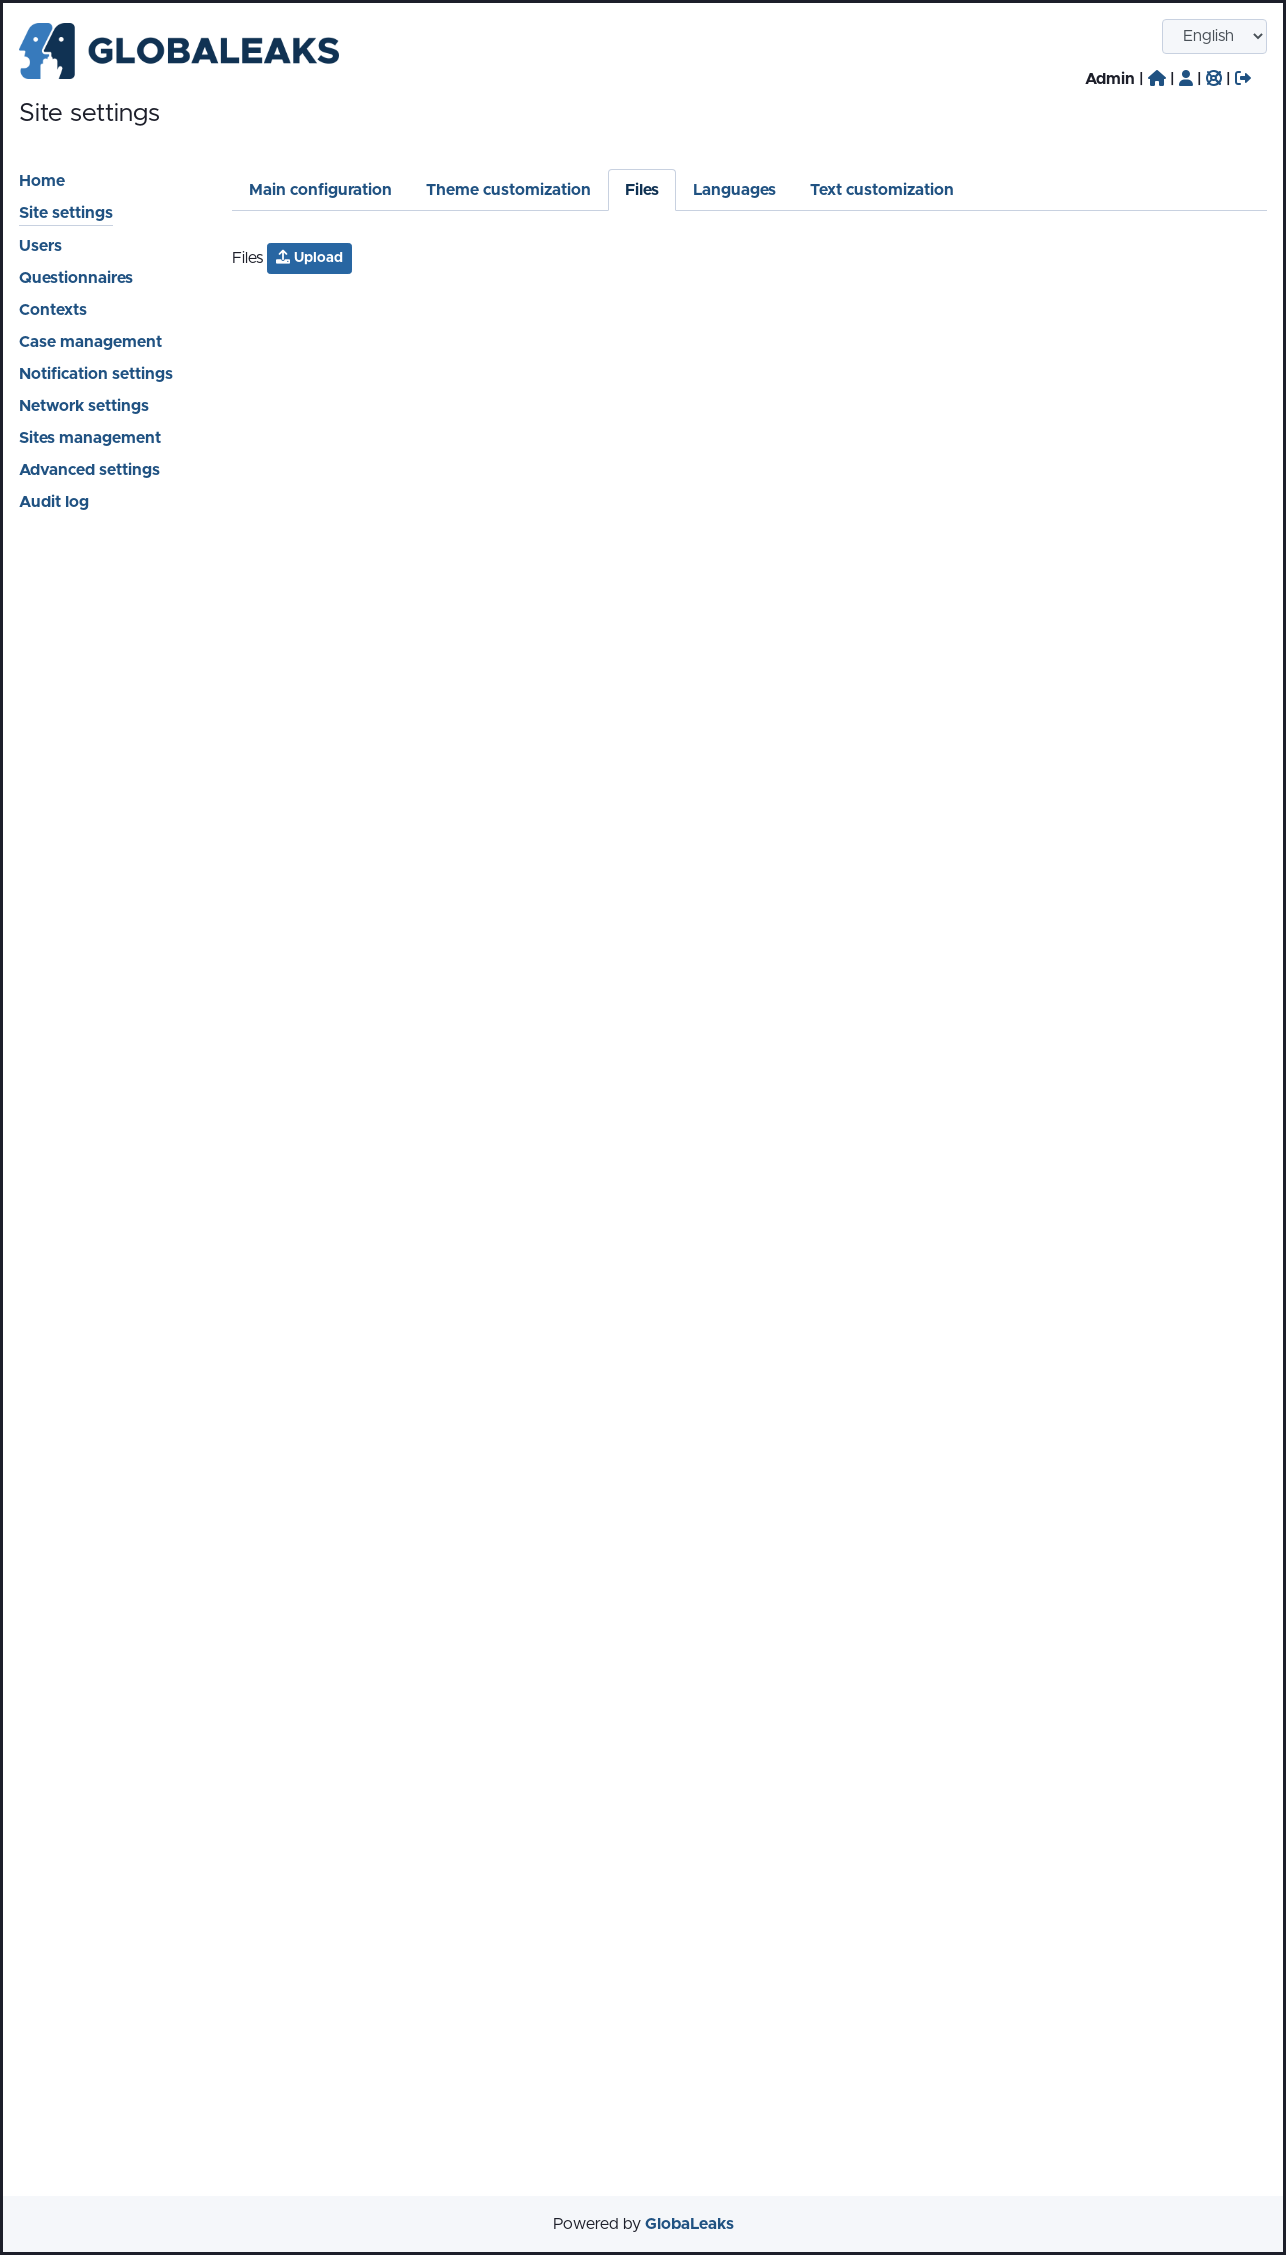 GLOBALEAKS
English
Admin | | | |
Site settings
Home
Site settings
Users
Questionnaires
Contexts
Case management
Notification settings
Network settings
Sites management
Advanced settings
Audit log
Main configuration Theme customization Files Languages Text customization
Files Upload
Powered by GlobaLeaks